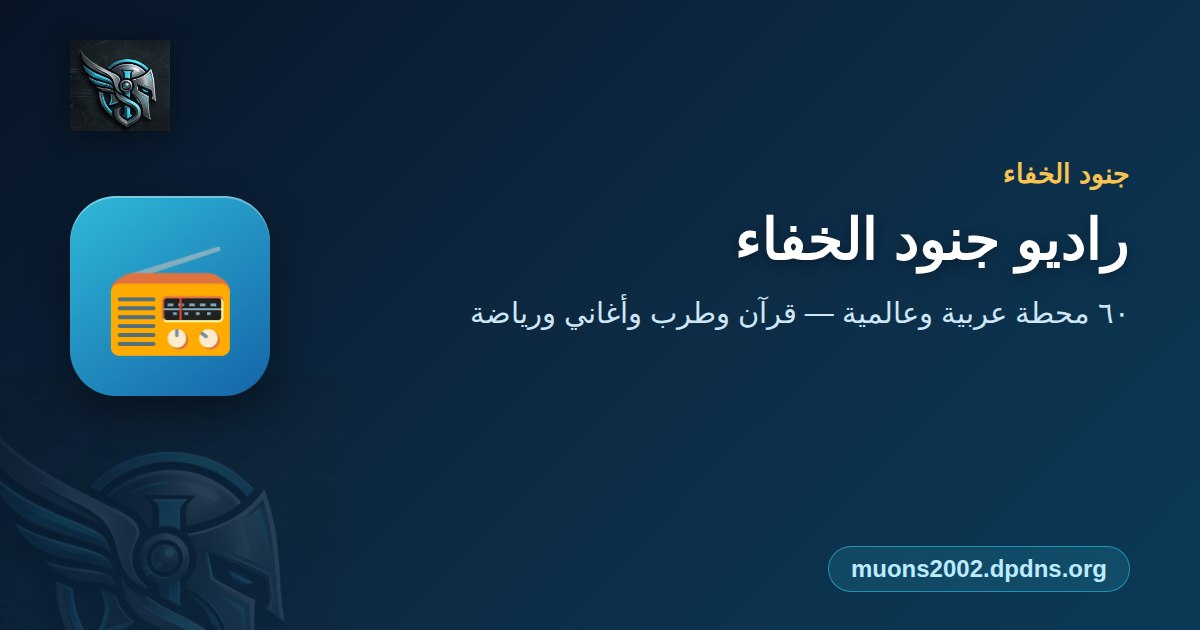 جنود الخفاء
راديو جنود الخفاء
٦٠ محطة عربية وعالمية — قرآن وطرب وأغاني ورياضة
muons2002.dpdns.org